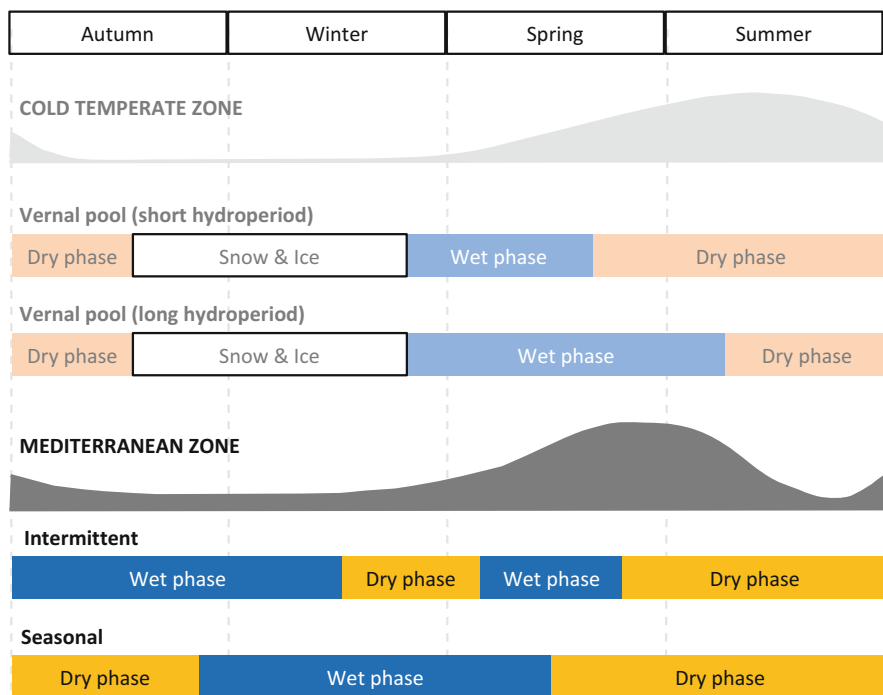 Autumn Winter Spring Summer
COLD TEMPERATE ZONE
Vernal pool (short hydroperiod)
Dry phase Snow & Ice Wet phase Dry phase
Vernal pool (long hydroperiod)
Dry phase Snow & Ice Wet phase Dry phase
MEDITERRANEAN ZONE
Intermittent
Wet phase Dry phase Wet phase Dry phase
Seasonal
Dry phase Wet phase Dry phase